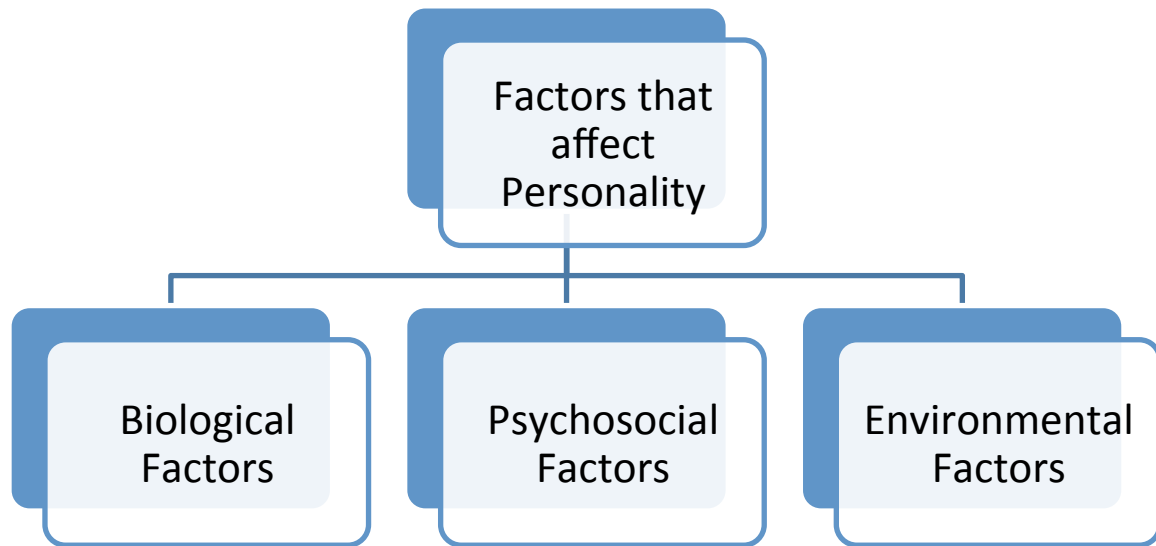 Factors that
affect
Personality
Biological
Factors
Psychosocial
Factors
Environmental
Factors